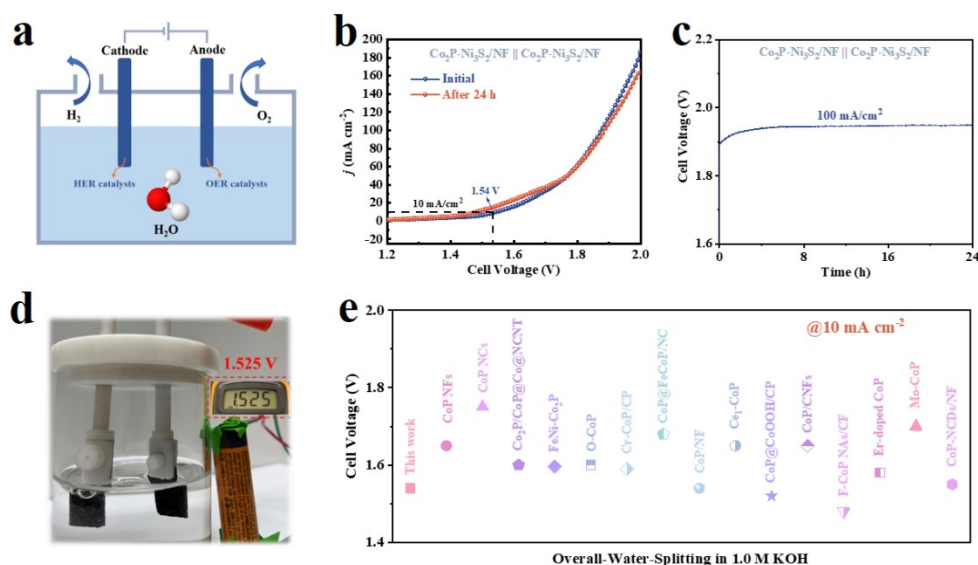 a
Cathode
Anode
H₂
O₂
HER catalysts
OER catalysts
H₂O
b
Co₂P-Ni₃S₂/NF || Co₂P-Ni₃S₂/NF
Initial
After 24 h
1.54 V
10 mA/cm²
j (mA cm⁻²)
200
180
160
140
120
100
80
60
40
20
0
-20
1.2
1.4
1.6
1.8
2.0
Cell Voltage (V)
c
Co₂P-Ni₃S₂/NF || Co₂P-Ni₃S₂/NF
100 mA/cm²
Cell Voltage (V)
2.2
2.0
1.8
1.6
0
6
12
18
24
Time (h)
d
1.525 V
1.525
e
@10 mA cm⁻²
Cell Voltage (V)
2.0
1.8
1.6
1.4
This work
CoP NFs
CoP NCs
Co₂P/CoP@Co@NCNT
FeNi-Co₂P
O-CoP
Cr-CoP/CP
CoP@FeCoP/NC
CoP/NF
Ce₁-CoP
CoP@CoOOH/CP
CoP/CNFs
F-CoP NAs/CF
Er-doped CoP
Mo-CoP
CoP-NCDs/NF
Overall-Water-Splitting in 1.0 M KOH